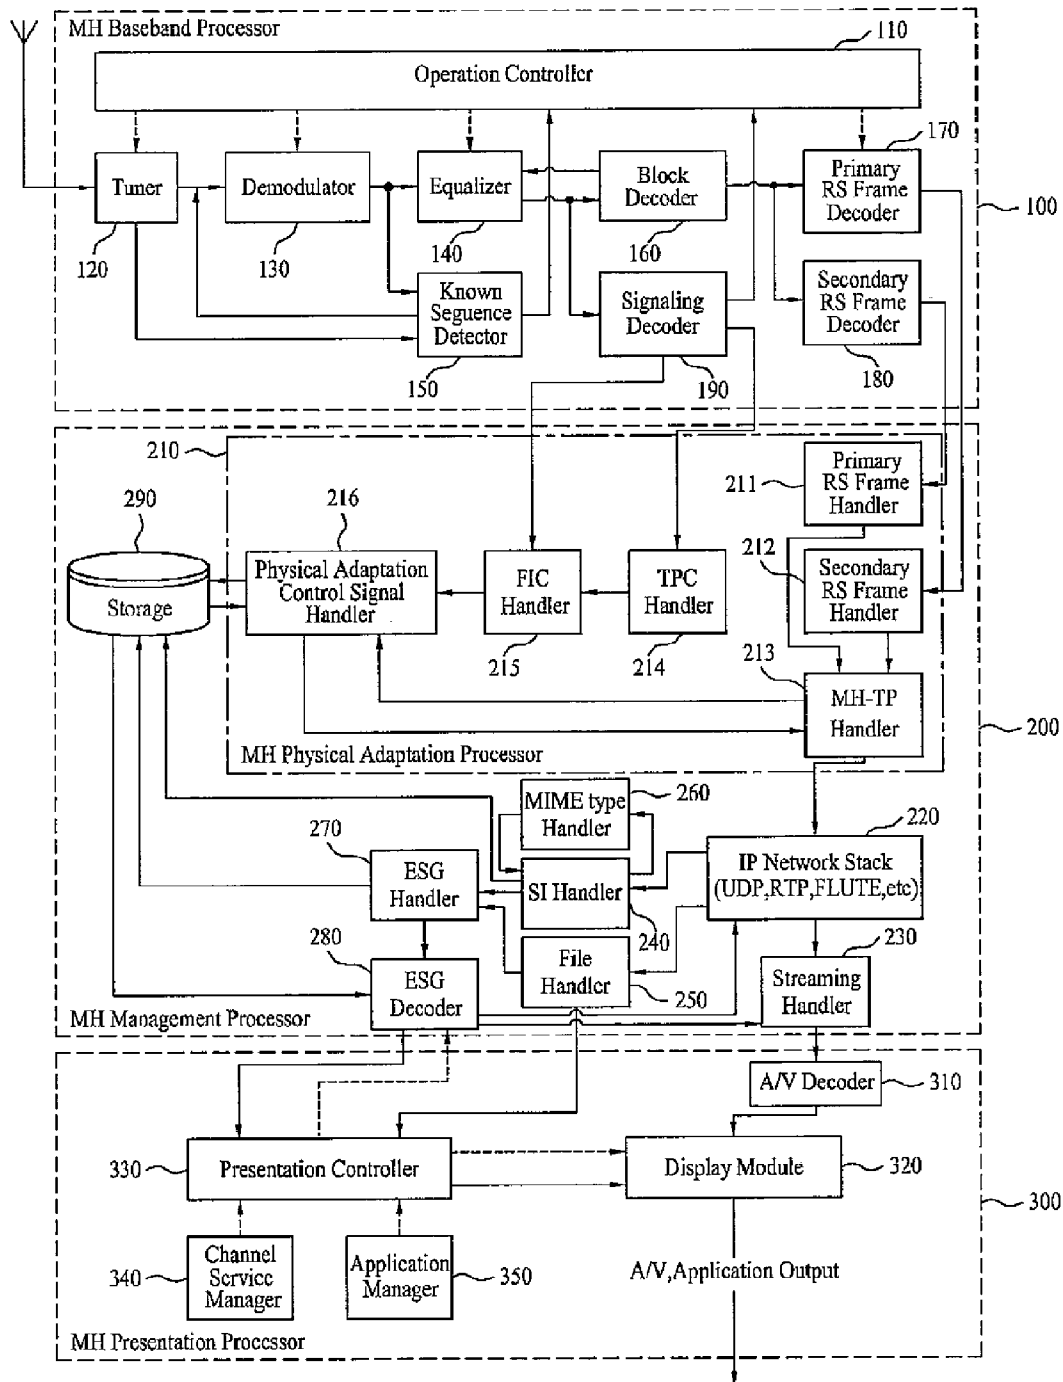 MH Baseband Processor
110
Operation Controller
170
Tuner
Demodulator
Equalizer
Block
Decoder
Primary
RS Frame
Decoder
100
120
130
140
160
Known
Seguence
Detector
Signaling
Decoder
Secondary
RS Frame
Decoder
150
190
180
210
Primary
RS Frame
Handler
211
290
216
212
Physical Adaptation
Control Signal
Handler
FIC
Handler
TPC
Handler
Secondary
RS Frame
Handler
Storage
215
214
213
MH-TP
Handler
200
MH Physical Adaptation Processor
MIME type
Handler
260
270
220
ESG
Handler
SI Handler
IP Network Stack
(UDP,RTP,FLUTE,etc)
240
280
230
File
Handler
250
ESG
Decoder
Streaming
Handler
MH Management Processor
A/V Decoder
310
330
Presentation Controller
Display Module
320
300
340
Channel
Service
Manager
Application
Manager
350
A/V,Application Output
MH Presentation Processor